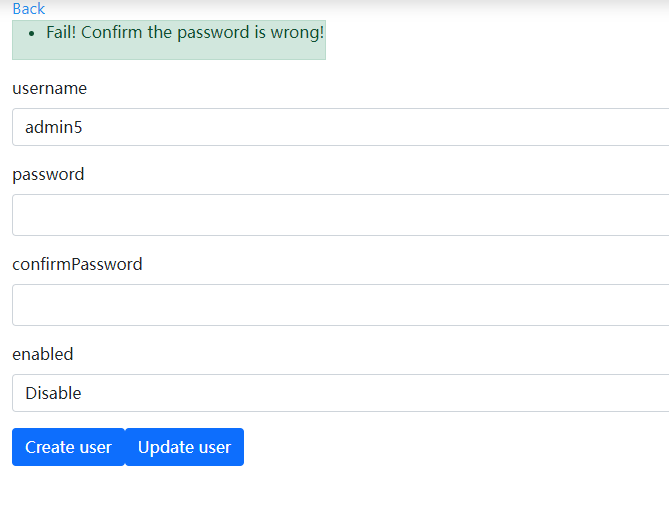 Back
Fail! Confirm the password is wrong!
username
admin5
password
confirmPassword
enabled
Disable
Create user Update user